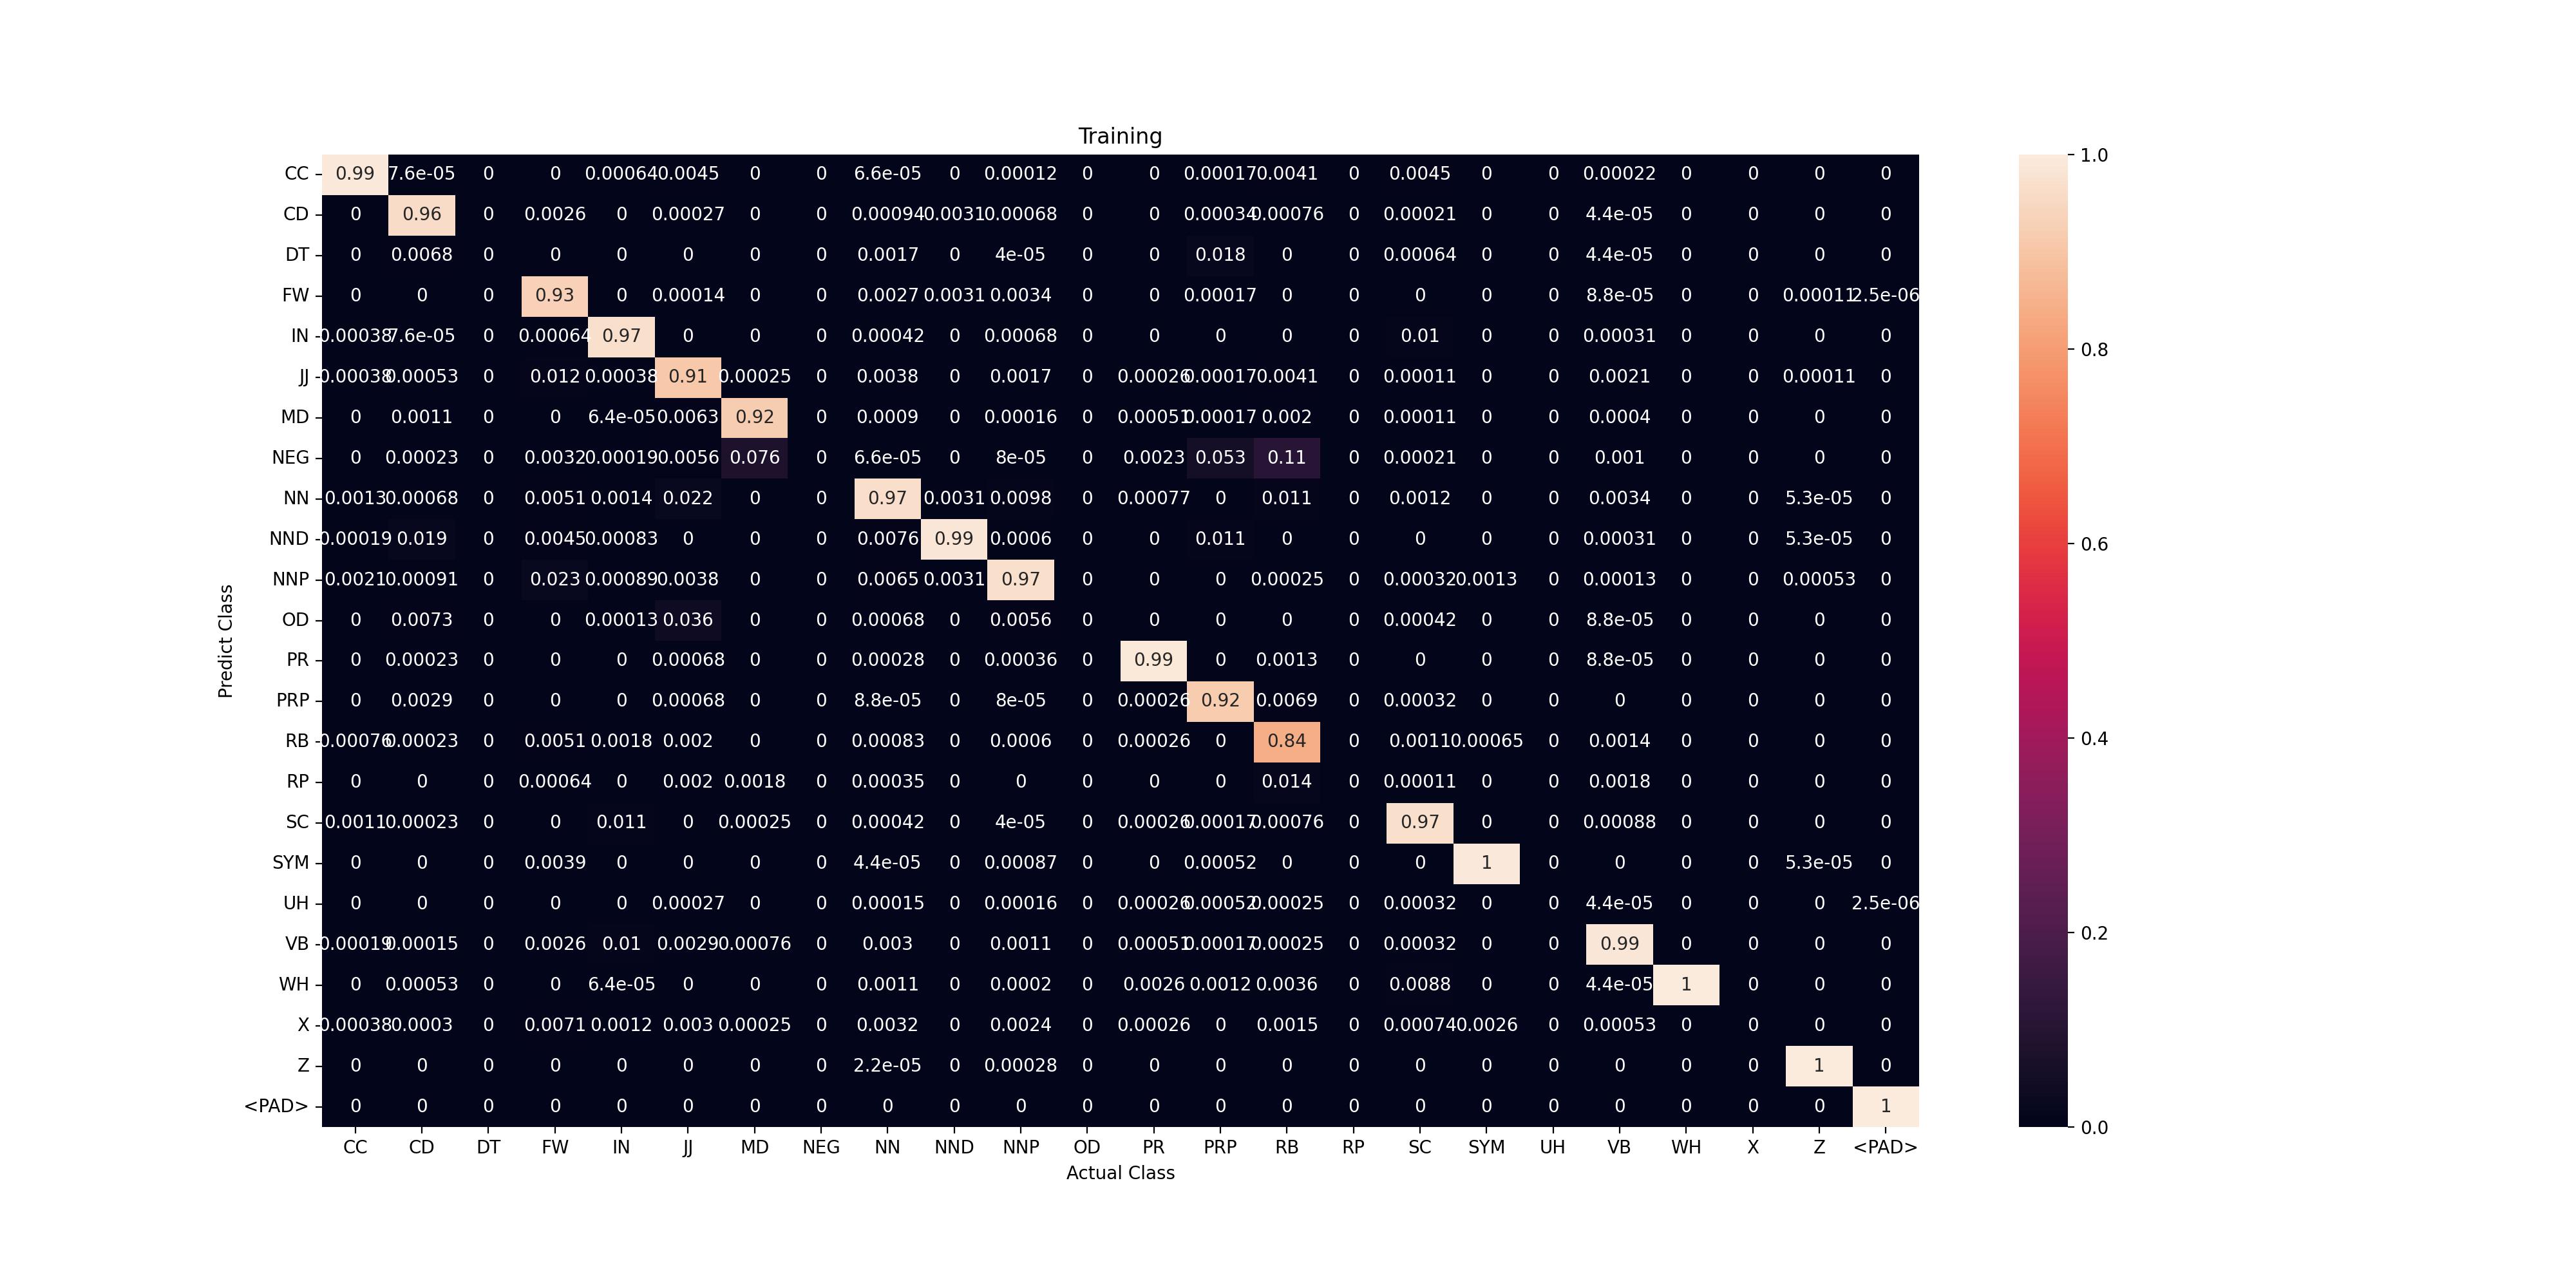 Training
CC 0.99 7.6e-05 0 0 0.00064 0.0045 0 0 6.6e-05 0 0.00012 0 0 0.00017 0.0041 0 0.0045 0 0 0.00022 0 0 0 0 1.0
CD 0 0.96 0 0.0026 0 0.00027 0 0 0.00094 0.0031 0.00068 0 0 0.00034 0.00076 0 0.00021 0 0 4.4e-05 0 0 0 0
DT 0 0.0068 0 0 0 0 0 0 0.0017 0 4e-05 0 0 0.018 0 0 0.00064 0 0 4.4e-05 0 0 0 0
FW 0 0 0 0.93 0 0.00014 0 0 0.0027 0.0031 0.0034 0 0 0.00017 0 0 0 0 0 8.8e-05 0 0 0.00011 2.5e-06
IN 0.00038 7.6e-05 0 0.00064 0.97 0 0 0 0.00042 0 0.00068 0 0 0 0 0 0.01 0 0 0.00031 0 0 0 0 0.8
JJ 0.00038 0.00053 0 0.012 0.00038 0.91 0.00025 0 0.0038 0 0.0017 0 0.00026 0.00017 0.0041 0 0.00011 0 0 0.0021 0 0 0.00011 0
MD 0 0.0011 0 0 6.4e-05 0.0063 0.92 0 0.0009 0 0.00016 0 0.00051 0.00017 0.002 0 0.00011 0 0 0.0004 0 0 0 0
NEG 0 0.00023 0 0.0032 0.00019 0.0056 0.076 0 6.6e-05 0 8e-05 0 0.0023 0.053 0.11 0 0.00021 0 0 0.001 0 0 0 0
NN 0.0013 0.00068 0 0.0051 0.0014 0.022 0 0 0.97 0.0031 0.0098 0 0.00077 0 0.011 0 0.0012 0 0 0.0034 0 0 5.3e-05 0
NND 0.00019 0.019 0 0.0045 0.00083 0 0 0 0.0076 0.99 0.0006 0 0 0.011 0 0 0 0 0 0.00031 0 0 5.3e-05 0 0.6
NNP 0.0021 0.00091 0 0.023 0.00089 0.0038 0 0 0.0065 0.0031 0.97 0 0 0 0.00025 0 0.00032 0.0013 0 0.00013 0 0 0.00053 0
OD 0 0.0073 0 0 0.00013 0.036 0 0 0.00068 0 0.0056 0 0 0 0 0 0.00042 0 0 8.8e-05 0 0 0 0
Predict Class
PR 0 0.00023 0 0 0 0.00068 0 0 0.00028 0 0.00036 0 0.99 0 0.0013 0 0 0 0 8.8e-05 0 0 0 0
PRP 0 0.0029 0 0 0 0.00068 0 0 8.8e-05 0 8e-05 0 0.00026 0.92 0.0069 0 0.00032 0 0 0 0 0 0 0
RB 0.00076 0.00023 0 0.0051 0.0018 0.002 0 0 0.00083 0 0.0006 0 0.00026 0 0.84 0 0.0011 0.00065 0 0.0014 0 0 0 0 0.4
RP 0 0 0 0.00064 0 0.002 0.0018 0 0.00035 0 0 0 0 0 0.014 0 0.00011 0 0 0.0018 0 0 0 0
SC 0.0011 0.00023 0 0 0.011 0 0.00025 0 0.00042 0 4e-05 0 0.00026 0.00017 0.00076 0 0.97 0 0 0.00088 0 0 0 0
SYM 0 0 0 0.0039 0 0 0 0 4.4e-05 0 0.00087 0 0 0.00052 0 0 0 1 0 0 0 0 5.3e-05 0
UH 0 0 0 0 0 0.00027 0 0 0.00015 0 0.00016 0 0.00026 0.00052 0.00025 0 0.00032 0 0 4.4e-05 0 0 0 2.5e-06
VB 0.00019 0.00015 0 0.0026 0.01 0.0029 0.00076 0 0.003 0 0.0011 0 0.00051 0.00017 0.00025 0 0.00032 0 0 0.99 0 0 0 0 0.2
WH 0 0.00053 0 0 6.4e-05 0 0 0 0.0011 0 0.0002 0 0.0026 0.0012 0.0036 0 0.0088 0 0 4.4e-05 1 0 0 0
X 0.00038 0.0003 0 0.0071 0.0012 0.003 0.00025 0 0.0032 0 0.0024 0 0.00026 0 0.0015 0 0.00074 0.0026 0 0.00053 0 0 0 0
Z 0 0 0 0 0 0 0 0 2.2e-05 0 0.00028 0 0 0 0 0 0 0 0 0 0 0 1 0
<PAD> 0 0 0 0 0 0 0 0 0 0 0 0 0 0 0 0 0 0 0 0 0 0 0 1 0.0
CC CD DT FW IN JJ MD NEG NN NND NNP OD PR PRP RB RP SC SYM UH VB WH X Z <PAD>
Actual Class